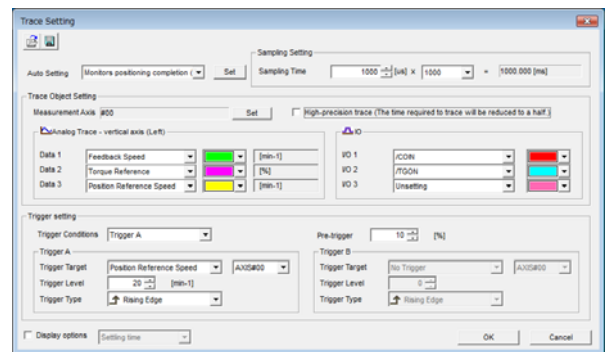 Trace Setting
Sampling Setting
Auto Setting Monitors positioning completion ( Set Sampling Time 1000 [us] X 1000 = 1000.000 [ms]
Trace Object Setting
Measurement Axis #00 Set High-precision trace (The time required to trace will be reduced to a half.)
Analog Trace - vertical axis (Left) I/O
Data 1 Feedback Speed [min-1] I/O 1 /COIN
Data 2 Torque Reference [%] I/O 2 /TGON
Data 3 Position Reference Speed [min-1] I/O 3 Unsetting
Trigger setting
Trigger Conditions Trigger A Pre-trigger 10 [%]
Trigger A Trigger B
Trigger Target Position Reference Speed AXIS#00 Trigger Target No Trigger AXIS#00
Trigger Level 20 [min-1] Trigger Level 0
Trigger Type Rising Edge Trigger Type Rising Edge
Display options Settling time OK Cancel